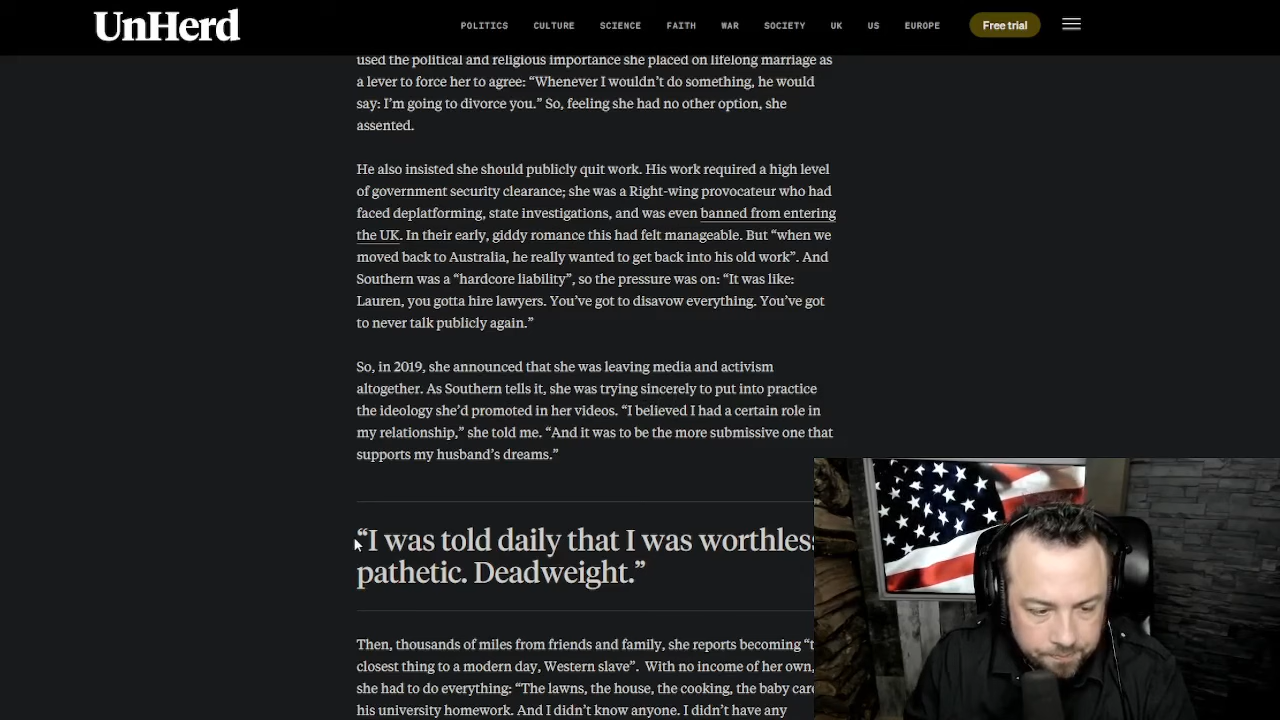 UnHerd
POLITICS CULTURE SCIENCE FAITH WAR SOCIETY UK US EUROPE Free trial
used the political and religious importance she placed on lifelong marriage as
a lever to force her to agree: “Whenever I wouldn’t do something, he would
say: I’m going to divorce you.” So, feeling she had no other option, she
assented.
He also insisted she should publicly quit work. His work required a high level
of government security clearance; she was a Right-wing provocateur who had
faced deplatforming, state investigations, and was even banned from entering
the UK. In their early, giddy romance this had felt manageable. But “when we
moved back to Australia, he really wanted to get back into his old work”. And
Southern was a “hardcore liability”, so the pressure was on: “It was like:
Lauren, you gotta hire lawyers. You’ve got to disavow everything. You’ve got
to never talk publicly again.”
So, in 2019, she announced that she was leaving media and activism
altogether. As Southern tells it, she was trying sincerely to put into practice
the ideology she’d promoted in her videos. “I believed I had a certain role in
my relationship,” she told me. “And it was to be the more submissive one that
supports my husband’s dreams.”
“I was told daily that I was worthless
pathetic. Deadweight.”
Then, thousands of miles from friends and family, she reports becoming
closest thing to a modern day, Western slave”. With no income of her own,
she had to do everything: “The lawns, the house, the cooking, the baby care
his university homework. And I didn’t know anyone. I didn’t have any